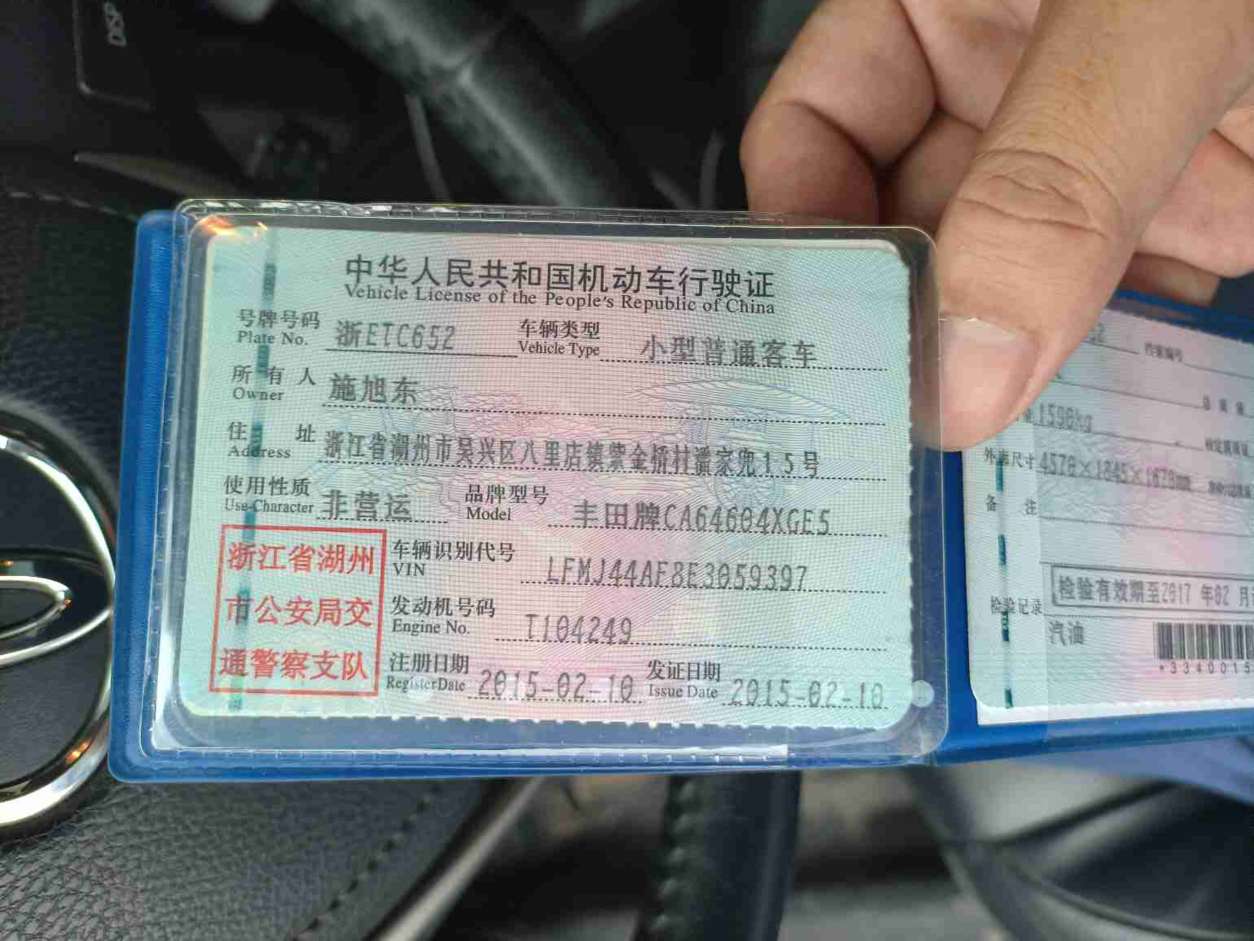 中华人民共和国机动车行驶证
Vehicle License of the People's Republic of China
号牌号码 浙ETC652 车辆类型 小型普通客车
Plate No. Vehicle Type
所有人 施旭东
Owner
住址 浙江省湖州市吴兴区八里店镇紫金桥村潘家兜15号
Address
使用性质 非营运 品牌型号 丰田牌CA64604XGE5
Use Character Model
浙江省湖州
市公安局交
通警察支队
车辆识别代号 LFMJ44AF8E3059397
VIN
发动机号码 T104249
Engine No.
注册日期 2015-02-10 发证日期 2015-02-10
Register Date Issue Date
档案编号
1590kg
外廓尺寸 4570×1845×1670mm
备注
检验记录 检验有效期至2017年02月
汽油
*3340015